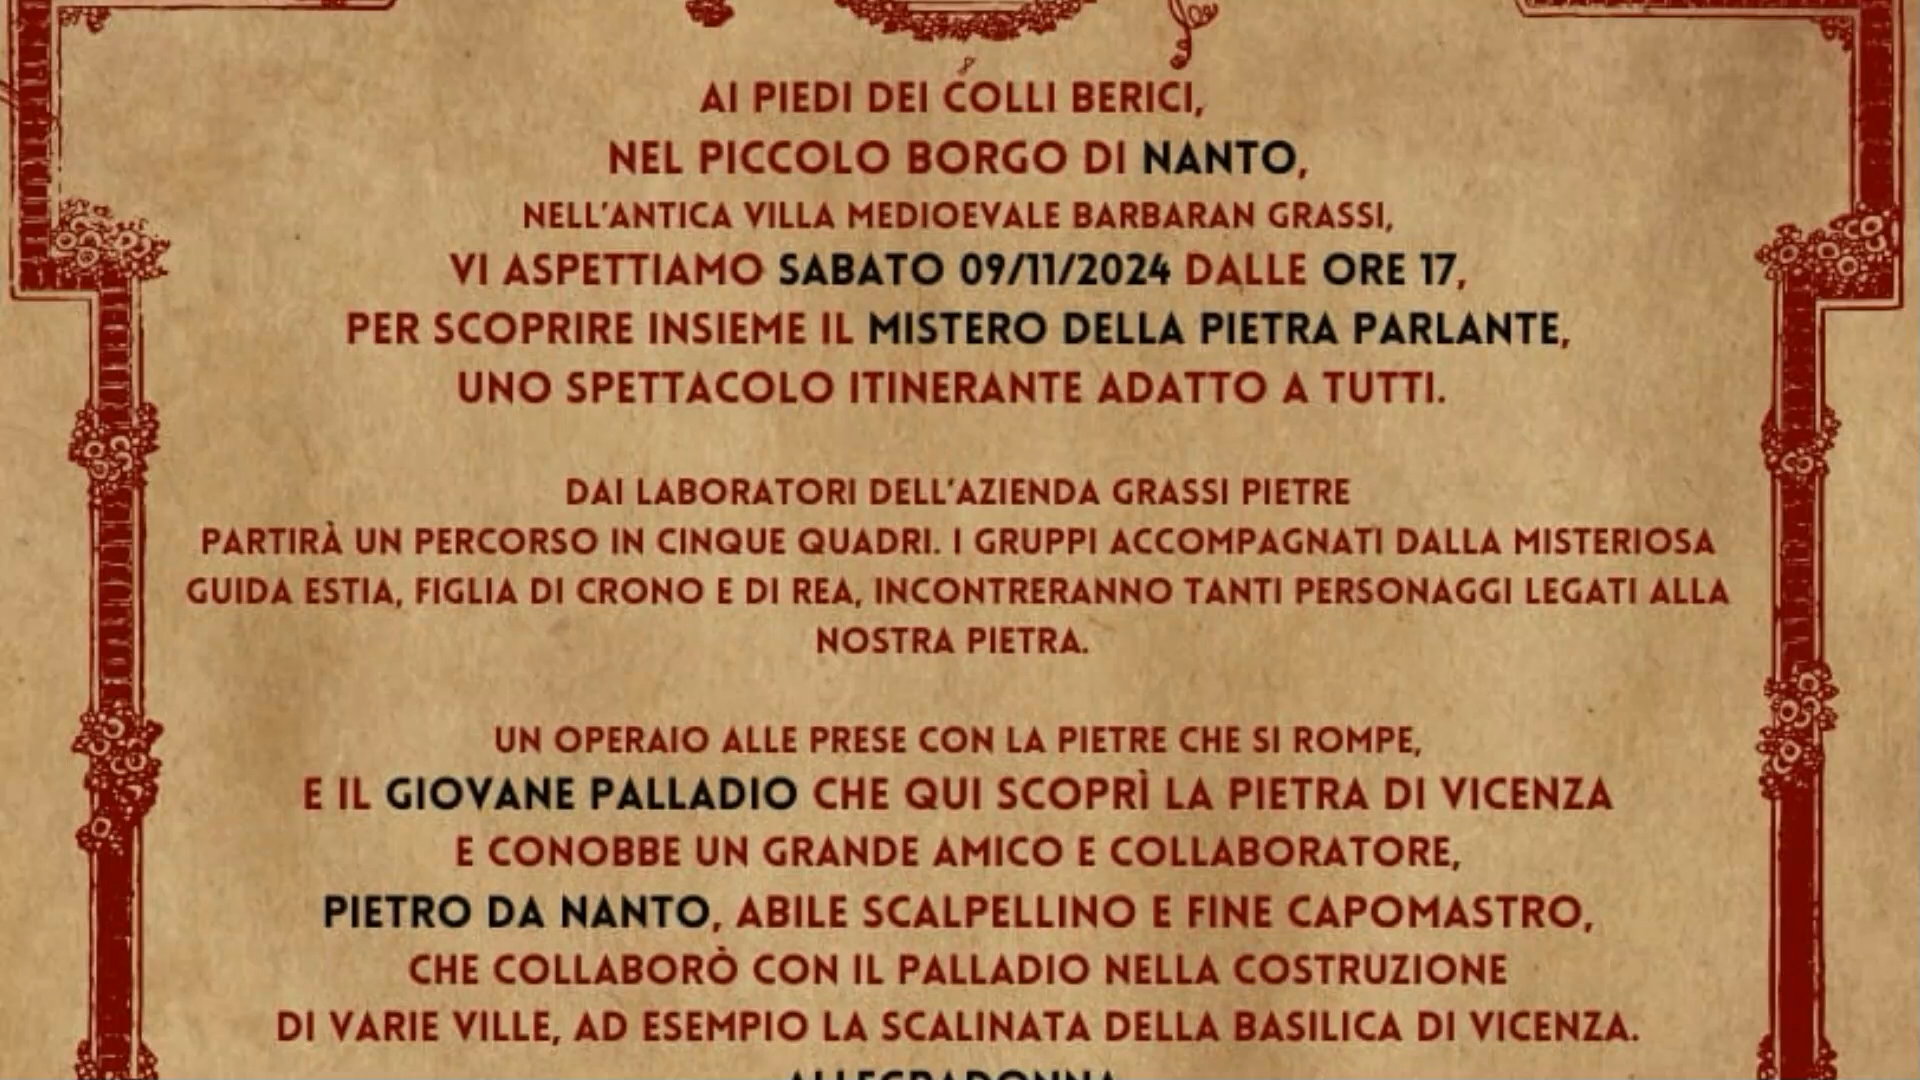 AI PIEDI DEI COLLI BERICI,
NEL PICCOLO BORGO DI NANTO,
NELL'ANTICA VILLA MEDIOEVALE BARBARAN GRASSI,
VI ASPETTIAMO SABATO 09/11/2024 DALLE ORE 17,
PER SCOPRIRE INSIEME IL MISTERO DELLA PIETRA PARLANTE,
UNO SPETTACOLO ITINERANTE ADATTO A TUTTI.
DAI LABORATORI DELL'AZIENDA GRASSI PIETRE
PARTIRÀ UN PERCORSO IN CINQUE QUADRI. I GRUPPI ACCOMPAGNATI DALLA MISTERIOSA
GUIDA ESTIA, FIGLIA DI CRONO E DI REA, INCONTRERANNO TANTI PERSONAGGI LEGATI ALLA
NOSTRA PIETRA.
UN OPERAIO ALLE PRESE CON LA PIETRE CHE SI ROMPE,
E IL GIOVANE PALLADIO CHE QUI SCOPRÌ LA PIETRA DI VICENZA
E CONOBBE UN GRANDE AMICO E COLLABORATORE,
PIETRO DA NANTO, ABILE SCALPELLINO E FINE CAPOMASTRO,
CHE COLLABORÒ CON IL PALLADIO NELLA COSTRUZIONE
DI VARIE VILLE, AD ESEMPIO LA SCALINATA DELLA BASILICA DI VICENZA.